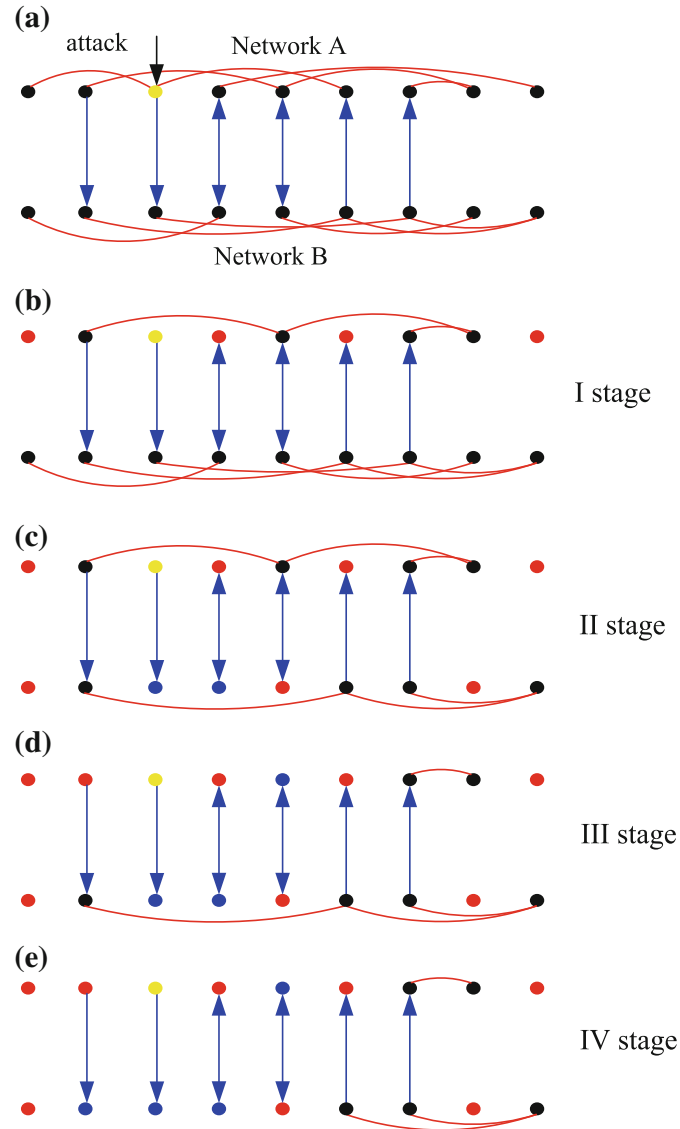 (a)
attack
Network A
Network B
(b)
I stage
(c)
II stage
(d)
III stage
(e)
IV stage